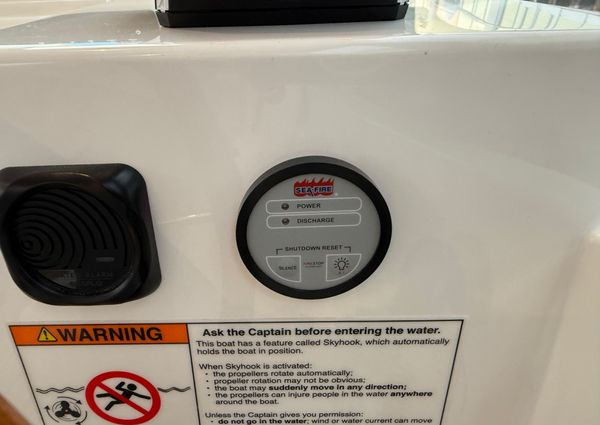 SEA-FIRE
POWER
DISCHARGE
SHUTDOWN RESET
SILENCE
WARNING
Ask the Captain before entering the water.
This boat has a feature called Skyhook, which automatically
holds the boat in position.
When Skyhook is activated:
• the propellers rotate automatically;
• propeller rotation may not be obvious;
• the boat may suddenly move in any direction;
• the propellers can injure people in the water anywhere
around the boat.
Unless the Captain gives you permission:
• do not go in the water; wind or water current can move